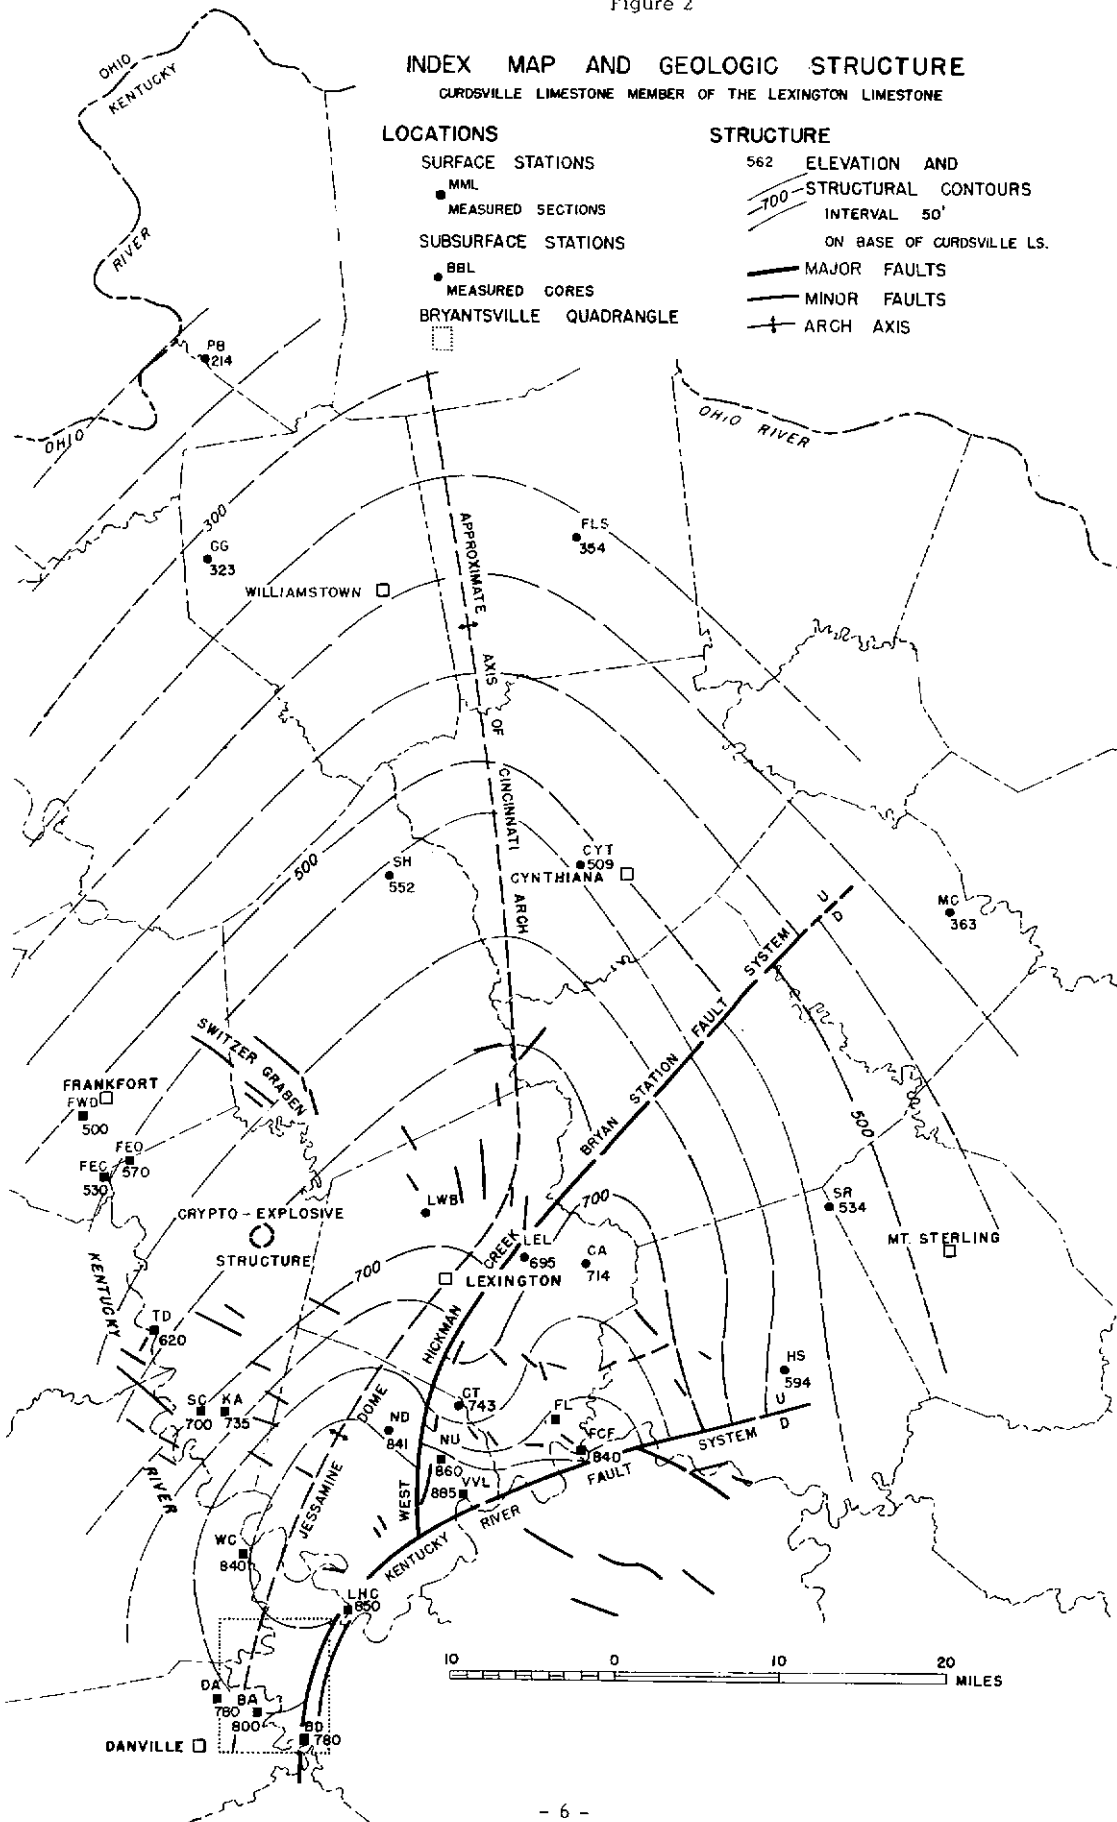 Figure 2
INDEX MAP AND GEOLOGIC STRUCTURE
CURDSVILLE LIMESTONE MEMBER OF THE LEXINGTON LIMESTONE
LOCATIONS
SURFACE STATIONS
MML
MEASURED SECTIONS
SUBSURFACE STATIONS
BBL
MEASURED CORES
BRYANTSVILLE QUADRANGLE
STRUCTURE
562 ELEVATION AND
700 STRUCTURAL CONTOURS
INTERVAL 50'
ON BASE OF CURDSVILLE LS.
MAJOR FAULTS
MINOR FAULTS
ARCH AXIS
OHIO
KENTUCKY
RIVER
PB
214
OHIO
OHIO RIVER
300
GG
323
FLS
354
WILLIAMSTOWN
APPROXIMATE AXIS OF CINCINNATI ARCH
500
SH
552
CYT
509
CYNTHIANA
MC
363
U
D
BRYAN STATION FAULT SYSTEM
SWITZER GRABEN
FRANKFORT
FWD
500
FEO
570
FEC
530
500
LWB
700
SR
534
CRYPTO-EXPLOSIVE
STRUCTURE
MT. STERLING
LEL
695
CA
714
700
LEXINGTON
KENTUCKY
RIVER
TD
620
WEST HICKMAN CREEK
HS
594
SC
700
KA
735
JESSAMINE DOME
CT
743
ND
841
FL
NU
860
FCF
840
U
D
VVL
885
KENTUCKY RIVER FAULT SYSTEM
WC
840
LHC
850
10 0 10 20
MILES
DA
780
BA
800
BD
780
DANVILLE
- 6 -